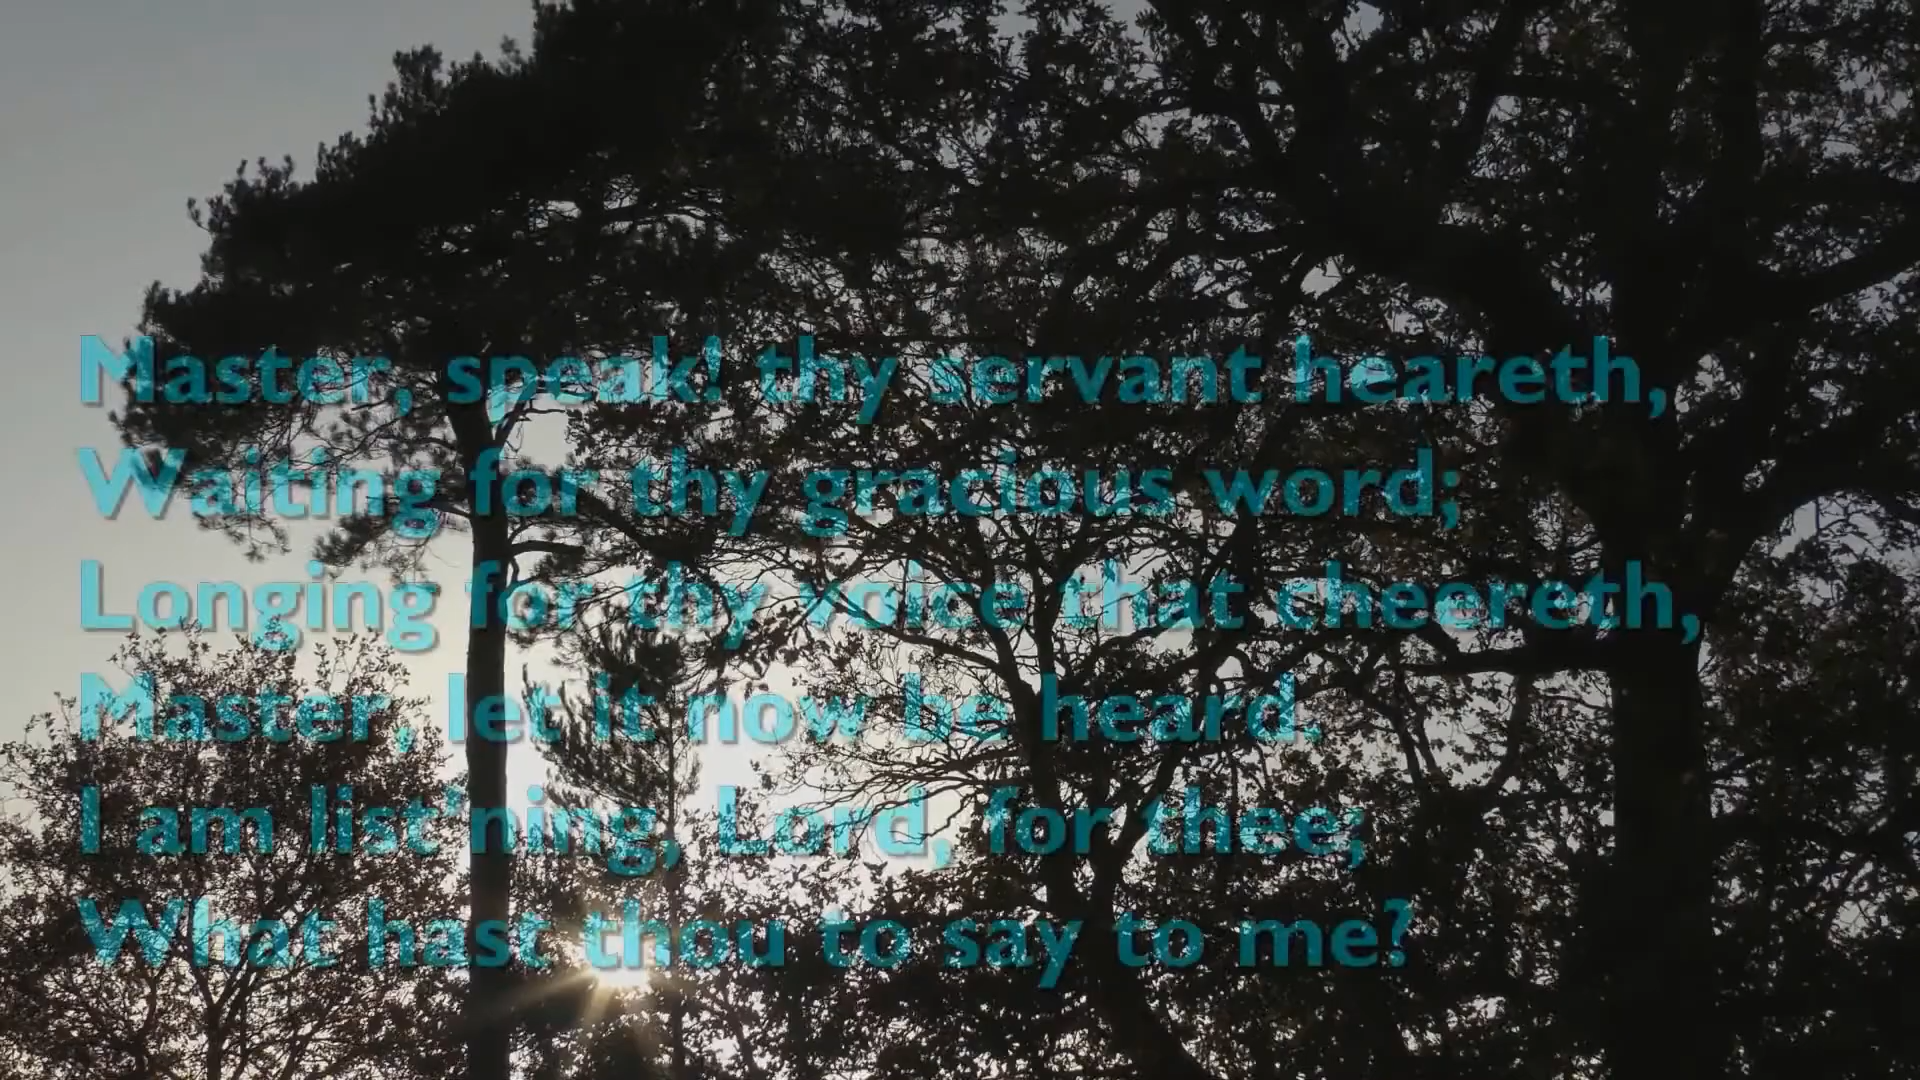 Master, speak! thy servant heareth,
Waiting for thy gracious word;
Longing for thy voice that cheereth,
Master, let it now be heard.
I am list'ning, Lord, for thee;
What hast thou to say to me?